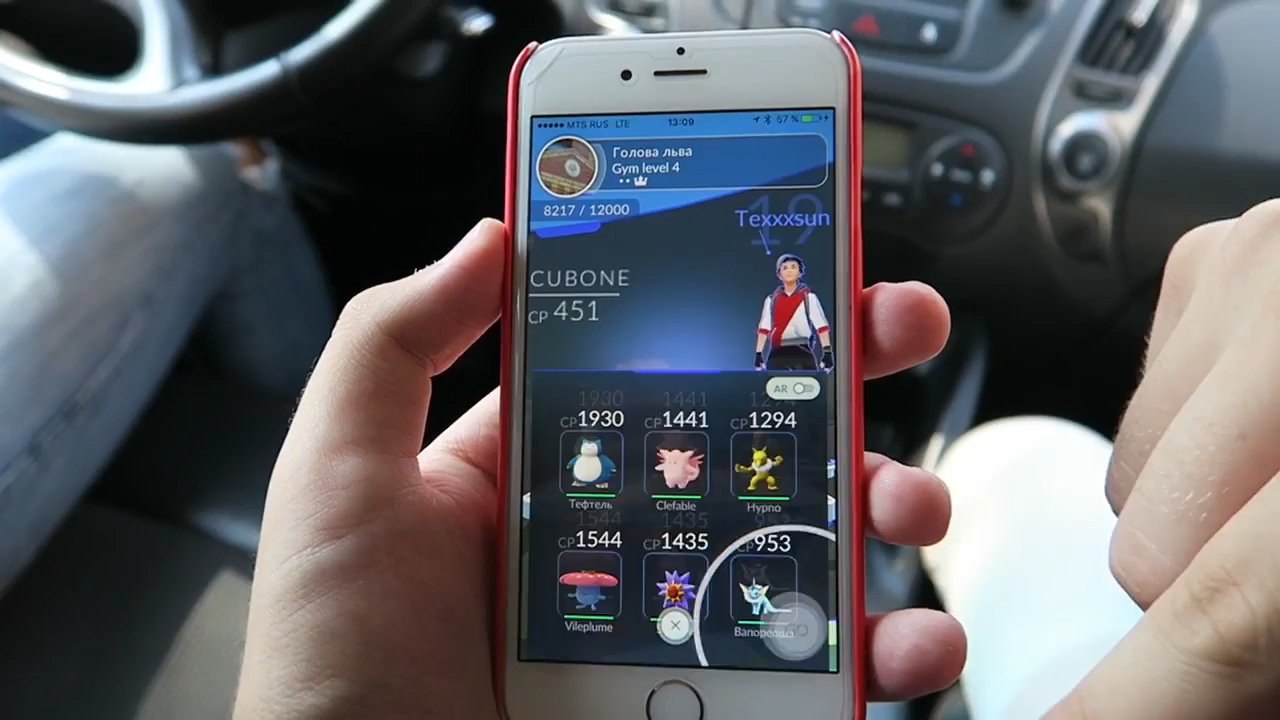 MTS RUS LTE 13:09 57 %
Голова льва
Gym level 4
8217 / 12000
19
Texxxsun
CUBONE
CP 451
AR
CP1930 CP1441 CP1294
Тефтель Clefable Hypno
CP1544 CP1435 CP953
Vileplume